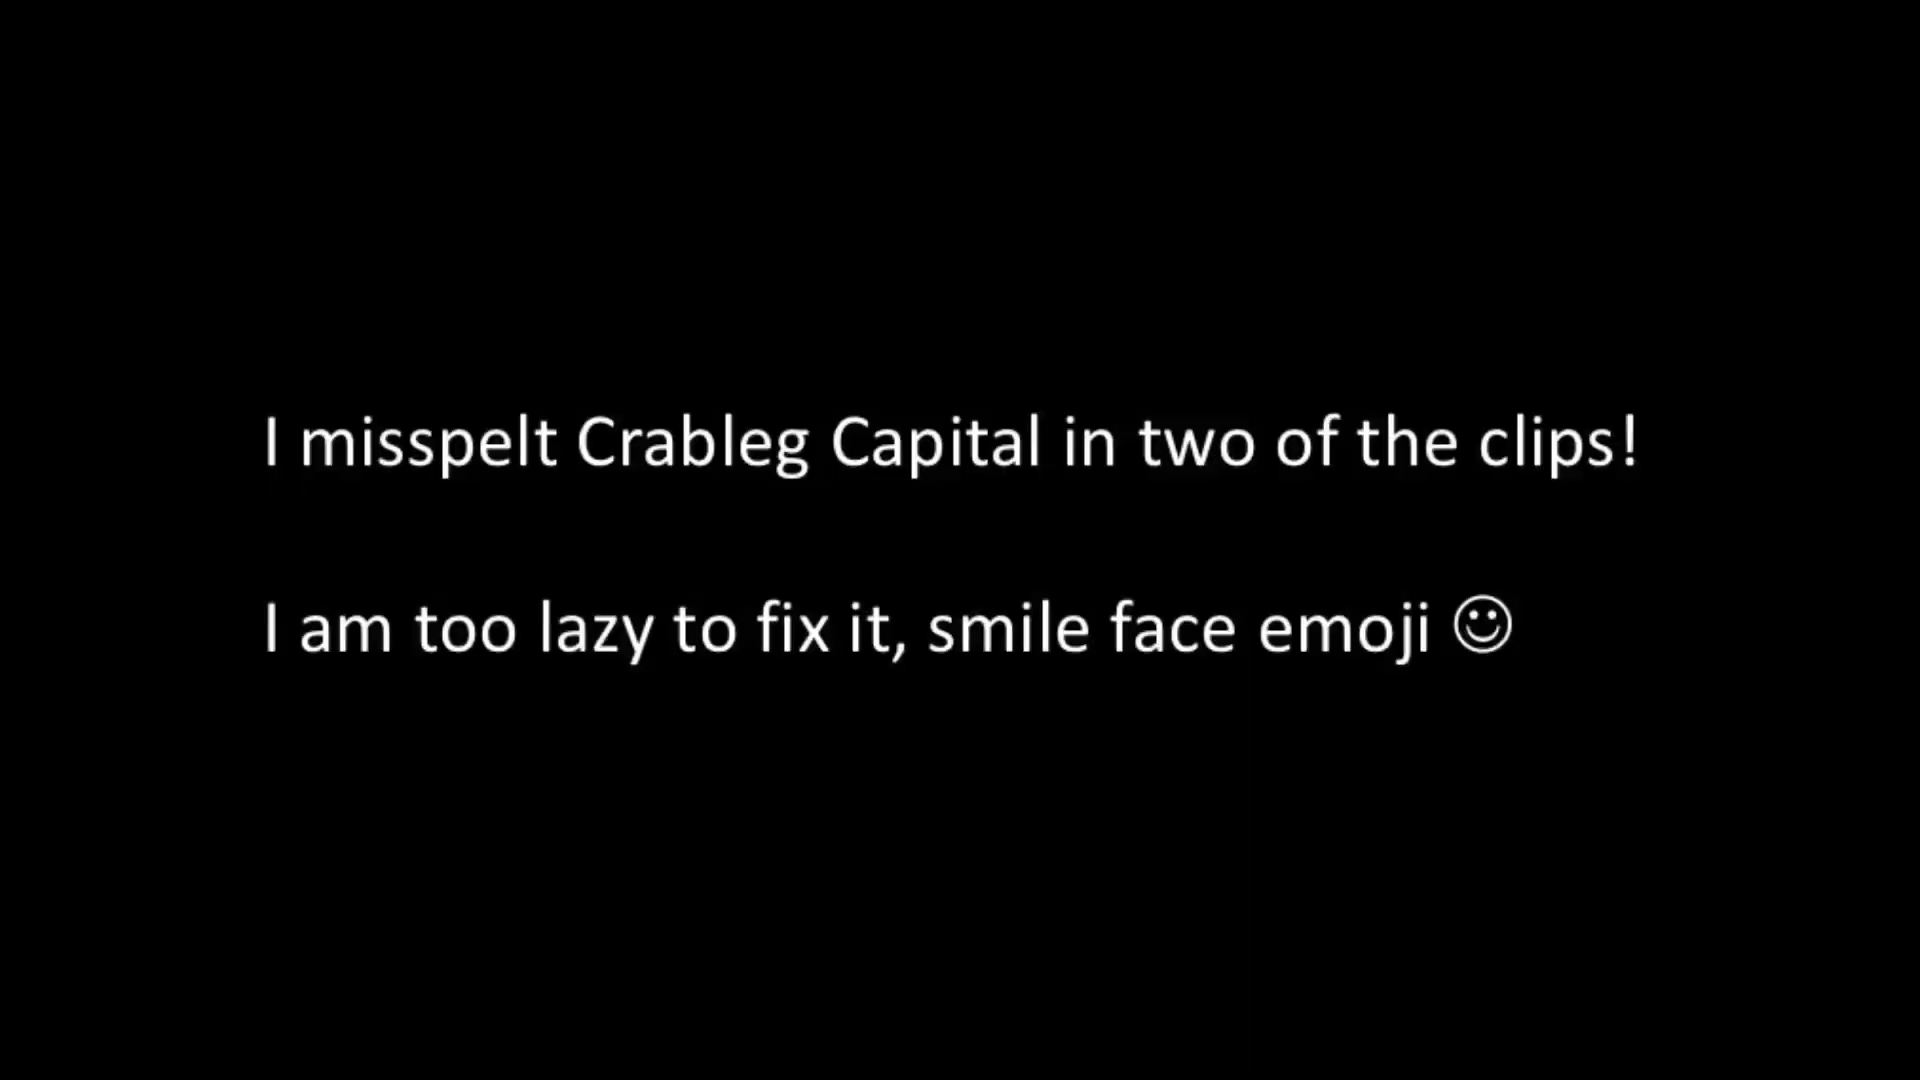 I misspelt Crableg Capital in two of the clips!
I am too lazy to fix it, smile face emoji ☺